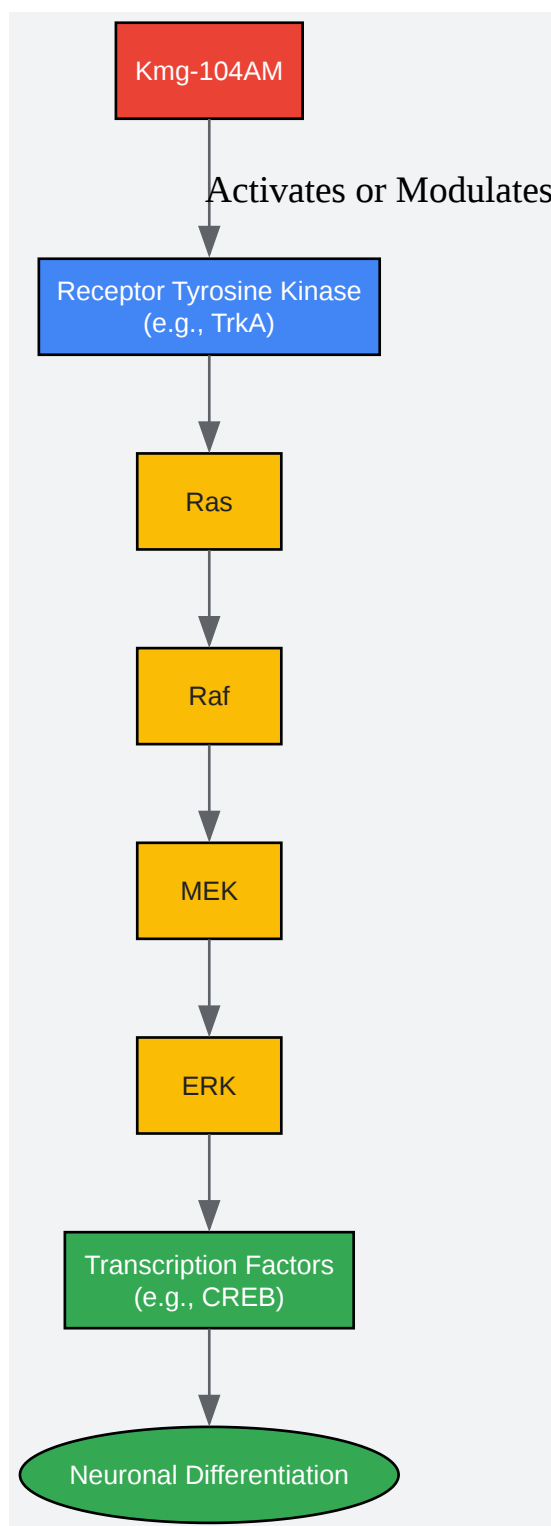 Kmg-104AM
Activates or Modulates
Receptor Tyrosine Kinase
(e.g., TrkA)
Ras
Raf
MEK
ERK
Transcription Factors
(e.g., CREB)
Neuronal Differentiation